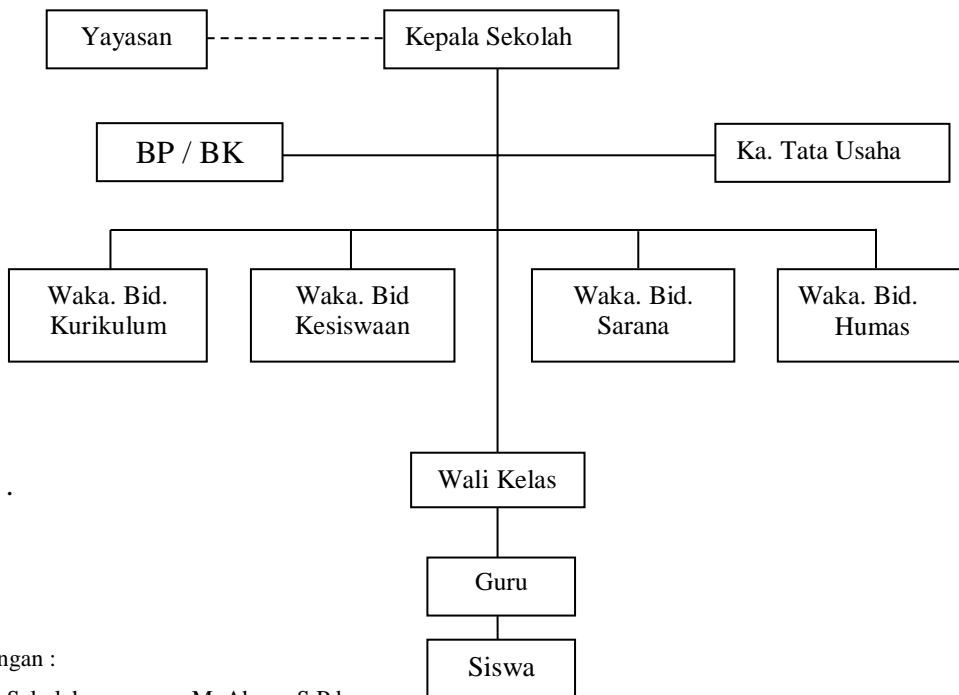 Yayasan
Kepala Sekolah
BP / BK
Ka. Tata Usaha
Waka. Bid.
Kurikulum
Waka. Bid
Kesiswaan
Waka. Bid.
Sarana
Waka. Bid.
Humas
Wali Kelas
.
Guru
Siswa
ngan :